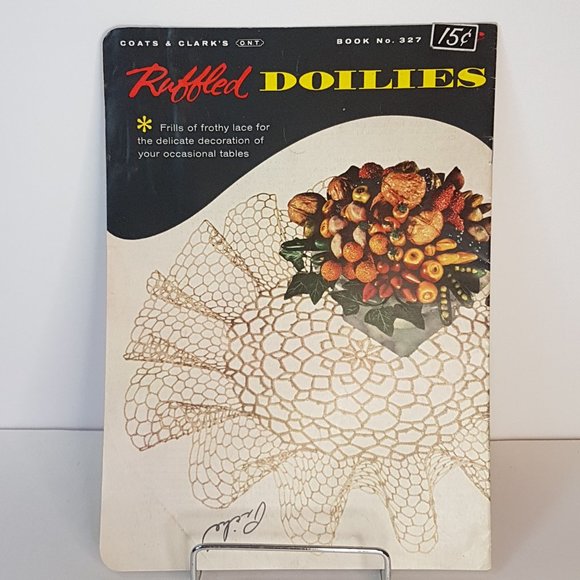 COATS & CLARK'S O.N.T. BOOK No. 327 15¢
Ruffled DOILIES
* Frills of frothy lace for
the delicate decoration of
your occasional tables